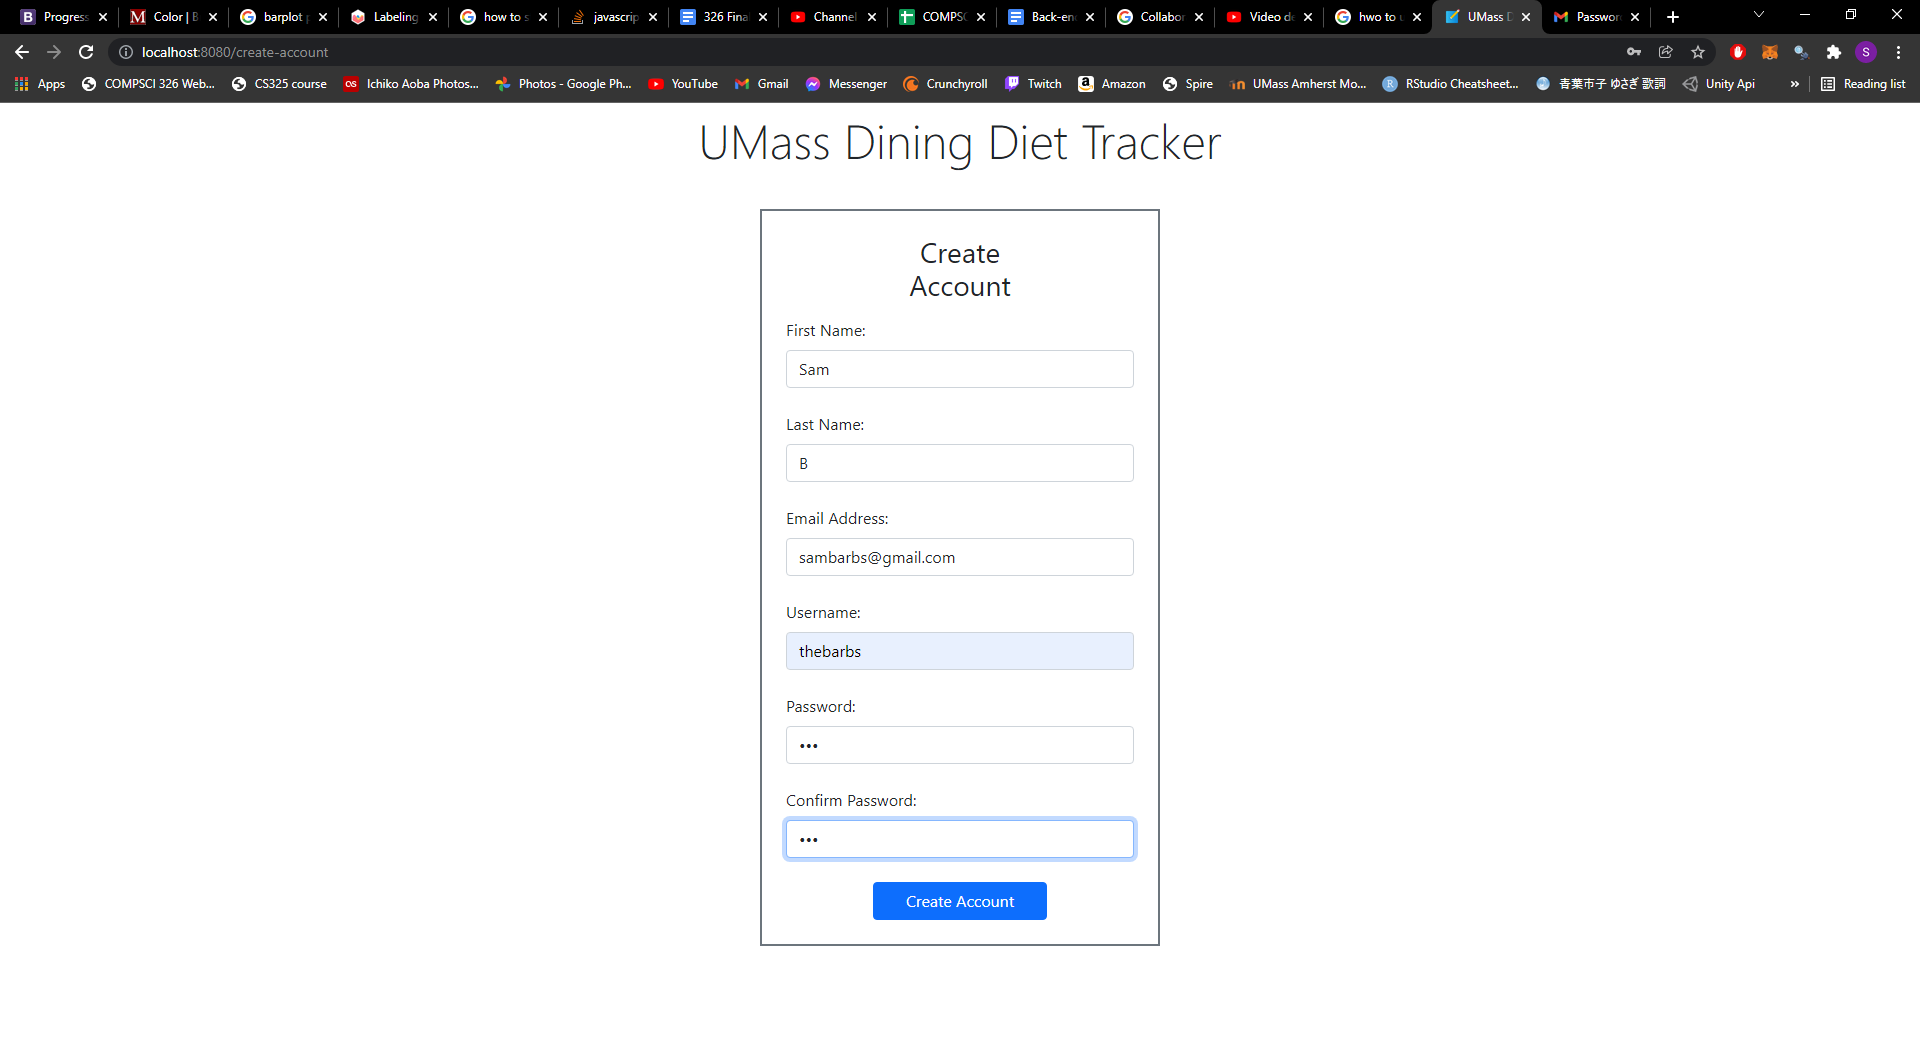 Progress Color | B barplot Labeling how to s javascrip 326 Fina Channel COMPSC Back-en Collabor Video de hwo to u UMass D Passwor
localhost:8080/create-account S
Apps COMPSCI 326 Web... CS325 course Ichiko Aoba Photos... Photos - Google Ph... YouTube Gmail Messenger Crunchyroll Twitch Amazon Spire UMass Amherst Mo... RStudio Cheatsheet... 青葉市子 ゆさぎ 歌詞 Unity Api » Reading list
UMass Dining Diet Tracker
Create
Account
First Name:
Sam
Last Name:
B
Email Address:
sambarbs@gmail.com
Username:
thebarbs
Password:
•••
Confirm Password:
•••
Create Account